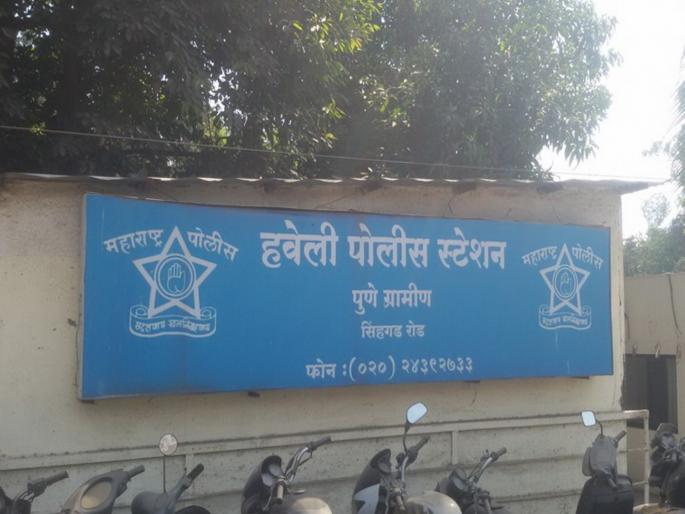 महाराष्ट्र पोलीस
हवेली पोलीस स्टेशन
महाराष्ट्र पोलीस
पुणे ग्रामीण
सिंहगड रोड
फोन :(०२०) २४३९२७३३